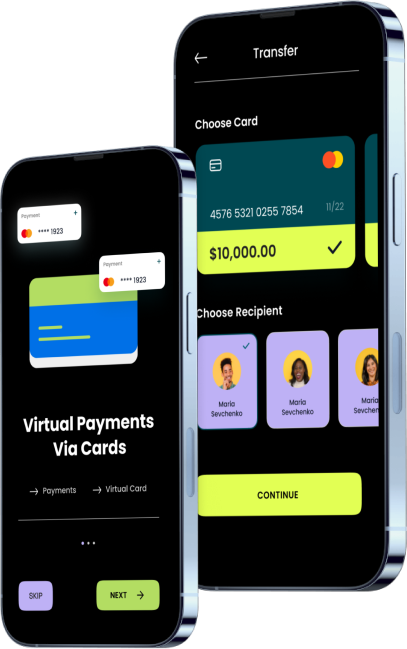 Transfer
Choose Card
4576 5321 0255 7854 11/22
$10,000.00
Choose Recipient
Maria
Sevchenko
Maria
Sevchenko
Maria
CONTINUE
Payment +
**** 1923
Payment +
**** 1923
Virtual Payments
Via Cards
→ Payments → Virtual Card
SKIP
NEXT →